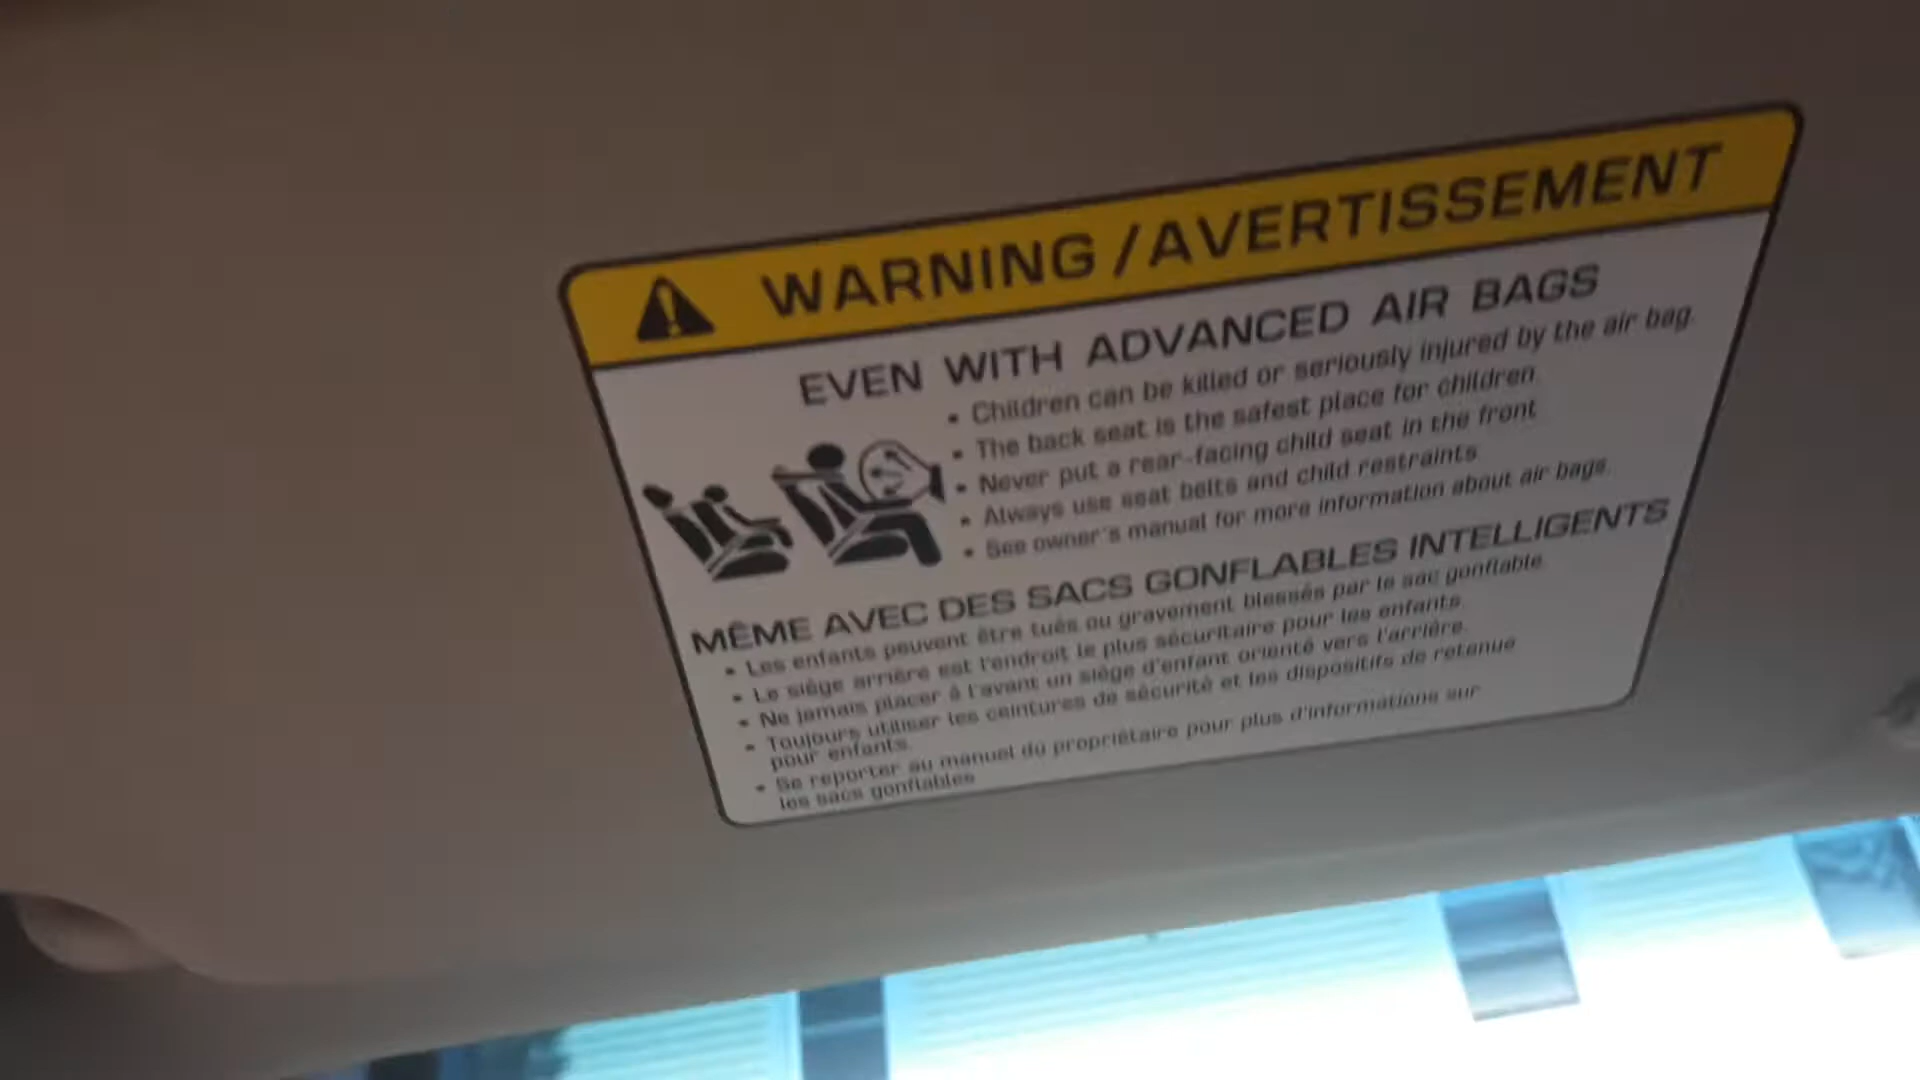 WARNING / AVERTISSEMENT
EVEN WITH ADVANCED AIR BAGS
• Children can be killed or seriously injured by the air bag.
• The back seat is the safest place for children.
• Never put a rear-facing child seat in the front.
• Always use seat belts and child restraints.
• See owner's manual for more information about air bags.
MÊME AVEC DES SACS GONFLABLES INTELLIGENTS
• Les enfants peuvent être tués ou gravement blessés par le sac gonflable.
• Le siège arrière est l'endroit le plus sécuritaire pour les enfants.
• Ne jamais placer à l'avant un siège d'enfant orienté vers l'arrière.
• Toujours utiliser les ceintures de sécurité et les dispositifs de retenue
pour enfants.
• Se reporter au manuel du propriétaire pour plus d'informations sur
les sacs gonflables.